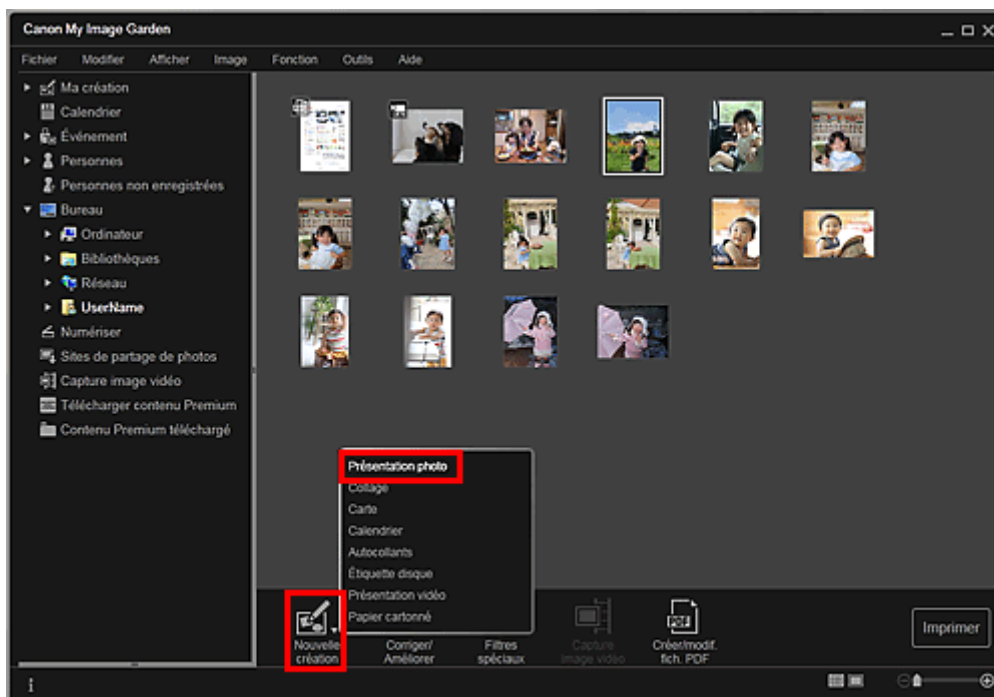 Canon My Image Garden
Fichier Modifier Afficher Image Fonction Outils Aide
Ma création
Calendrier
Événement
Personnes
Personnes non enregistrées
Bureau
Ordinateur
Bibliothèques
Réseau
UserName
Numériser
Sites de partage de photos
Capture image vidéo
Télécharger contenu Premium
Contenu Premium téléchargé
Présentation photo
Collage
Carte
Calendrier
Autocollants
Étiquette disque
Présentation vidéo
Papier cartonné
Nouvelle
création
Corriger/
Améliorer
Filtres
spéciaux
Capture
image vidéo
PDF
Créer/modif.
fich. PDF
Imprimer